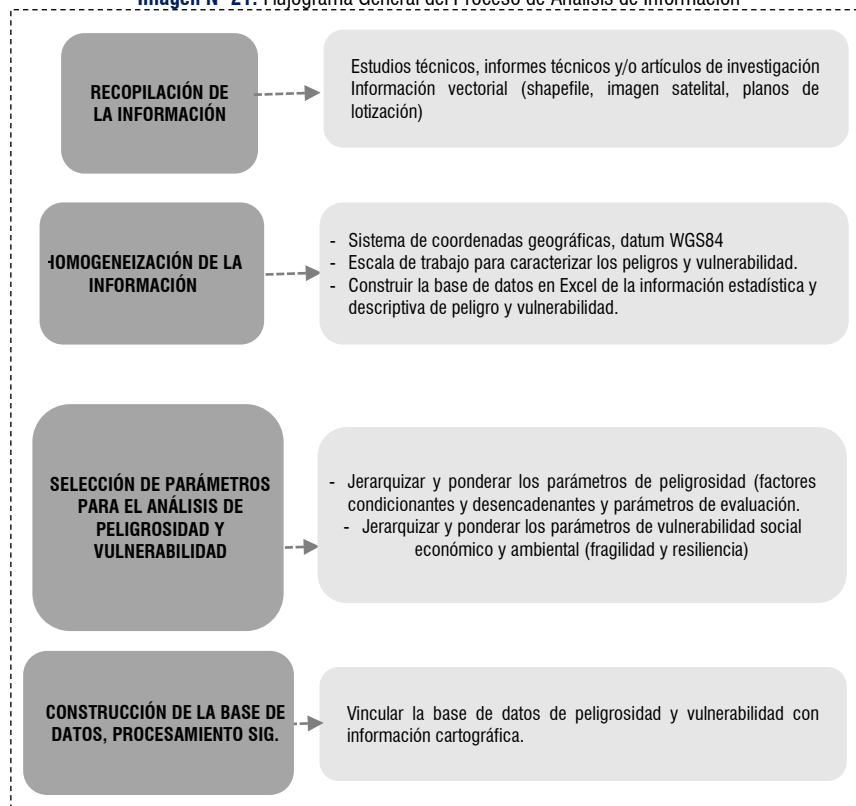 Imagen N° 21: Flujograma General del Proceso de Análisis de Información
RECOPILACIÓN DE
LA INFORMACIÓN
Estudios técnicos, informes técnicos y/o artículos de investigación
Información vectorial (shapefile, imagen satelital, planos de
lotización)
HOMOGENEIZACIÓN DE LA
INFORMACIÓN
- Sistema de coordenadas geográficas, datum WGS84
- Escala de trabajo para caracterizar los peligros y vulnerabilidad.
- Construir la base de datos en Excel de la información estadística y
descriptiva de peligro y vulnerabilidad.
SELECCIÓN DE PARÁMETROS
PARA EL ANÁLISIS DE
PELIGROSIDAD Y
VULNERABILIDAD
- Jerarquizar y ponderar los parámetros de peligrosidad (factores
condicionantes y desencadenantes y parámetros de evaluación.
- Jerarquizar y ponderar los parámetros de vulnerabilidad social
económico y ambiental (fragilidad y resiliencia)
CONSTRUCCIÓN DE LA BASE DE
DATOS, PROCESAMIENTO SIG.
Vincular la base de datos de peligrosidad y vulnerabilidad con
información cartográfica.